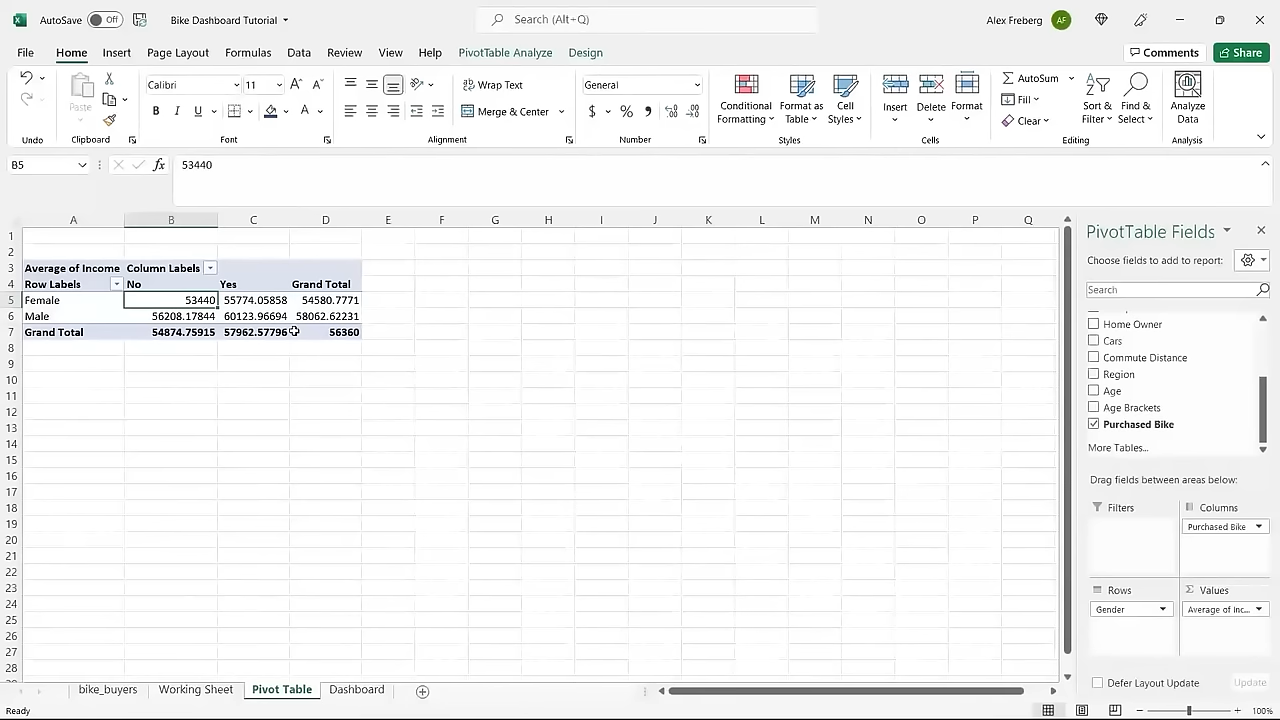 AutoSave Off Bike Dashboard Tutorial Search (Alt+Q) Alex Freberg AF
File Home Insert Page Layout Formulas Data Review View Help PivotTable Analyze Design Comments Share
Calibri 11 Wrap Text General AutoSum
Paste B I U Merge & Center $ % Conditional Formatting Format as Table Cell Styles Insert Delete Format Fill Clear Sort & Filter Find & Select Analyze Data
Undo Clipboard Font Alignment Number Styles Cells Editing Analysis
B5 fx 53440
A B C D E F G H I J K L M N O P Q
1
2
3 Average of Income Column Labels
4 Row Labels No Yes Grand Total
5 Female 53440 55774.05858 54580.7771
6 Male 56208.17844 60123.96694 58062.62231
7 Grand Total 54874.75915 57962.57796 56360
8
9
10
11
12
13
14
15
16
17
18
19
20
21
22
23
24
25
26
27
28
PivotTable Fields
Choose fields to add to report:
Search
Home Owner
Cars
Commute Distance
Region
Age
Age Brackets
Purchased Bike
More Tables...
Drag fields between areas below:
Filters Columns
Purchased Bike
Rows Σ Values
Gender Average of Inc...
Defer Layout Update Update
bike_buyers Working Sheet Pivot Table Dashboard
Ready 100%